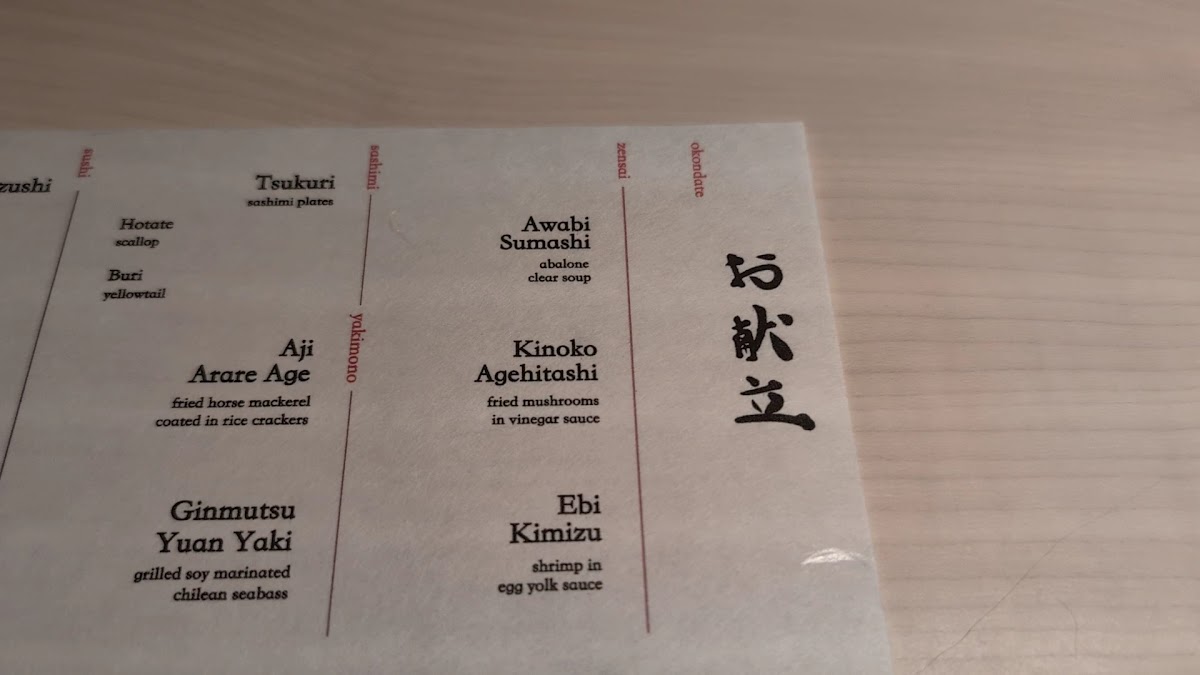 okondate
お献立
zensai
Awabi
Sumashi
abalone
clear soup
Kinoko
Agehitashi
fried mushrooms
in vinegar sauce
Ebi
Kimizu
shrimp in
egg yolk sauce
sashimi
Tsukuri
sashimi plates
yakimono
Aji
Arare Age
fried horse mackerel
coated in rice crackers
Ginmutsu
Yuan Yaki
grilled soy marinated
chilean seabass
sushi
Hotate
scallop
Buri
yellowtail